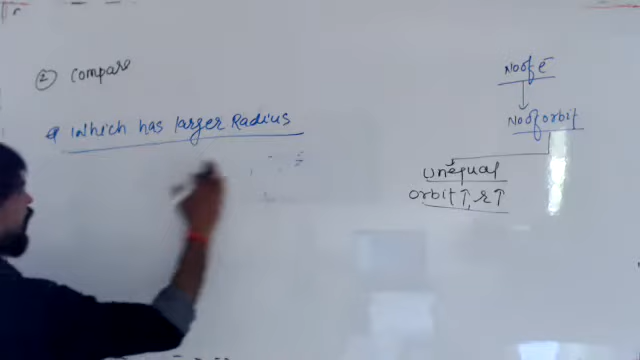 ② Compare
Q Which has larger Radius
No of e⁻
No of orbit
unequal
orbit ↑, r ↑